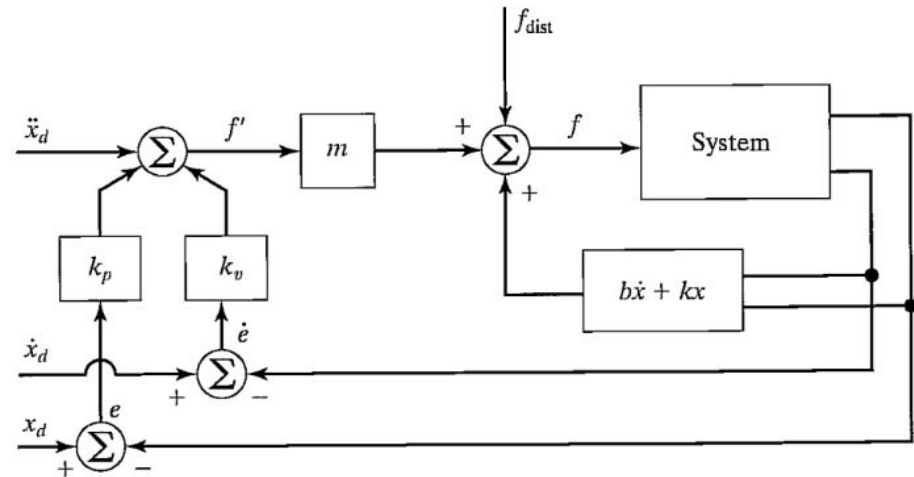 f_dist
ẍ_d
Σ
f'
m
+
Σ
f
System
+
k_p
k_v
bẋ + kx
ẋ_d
ė
+
Σ
−
x_d
e
+
Σ
−